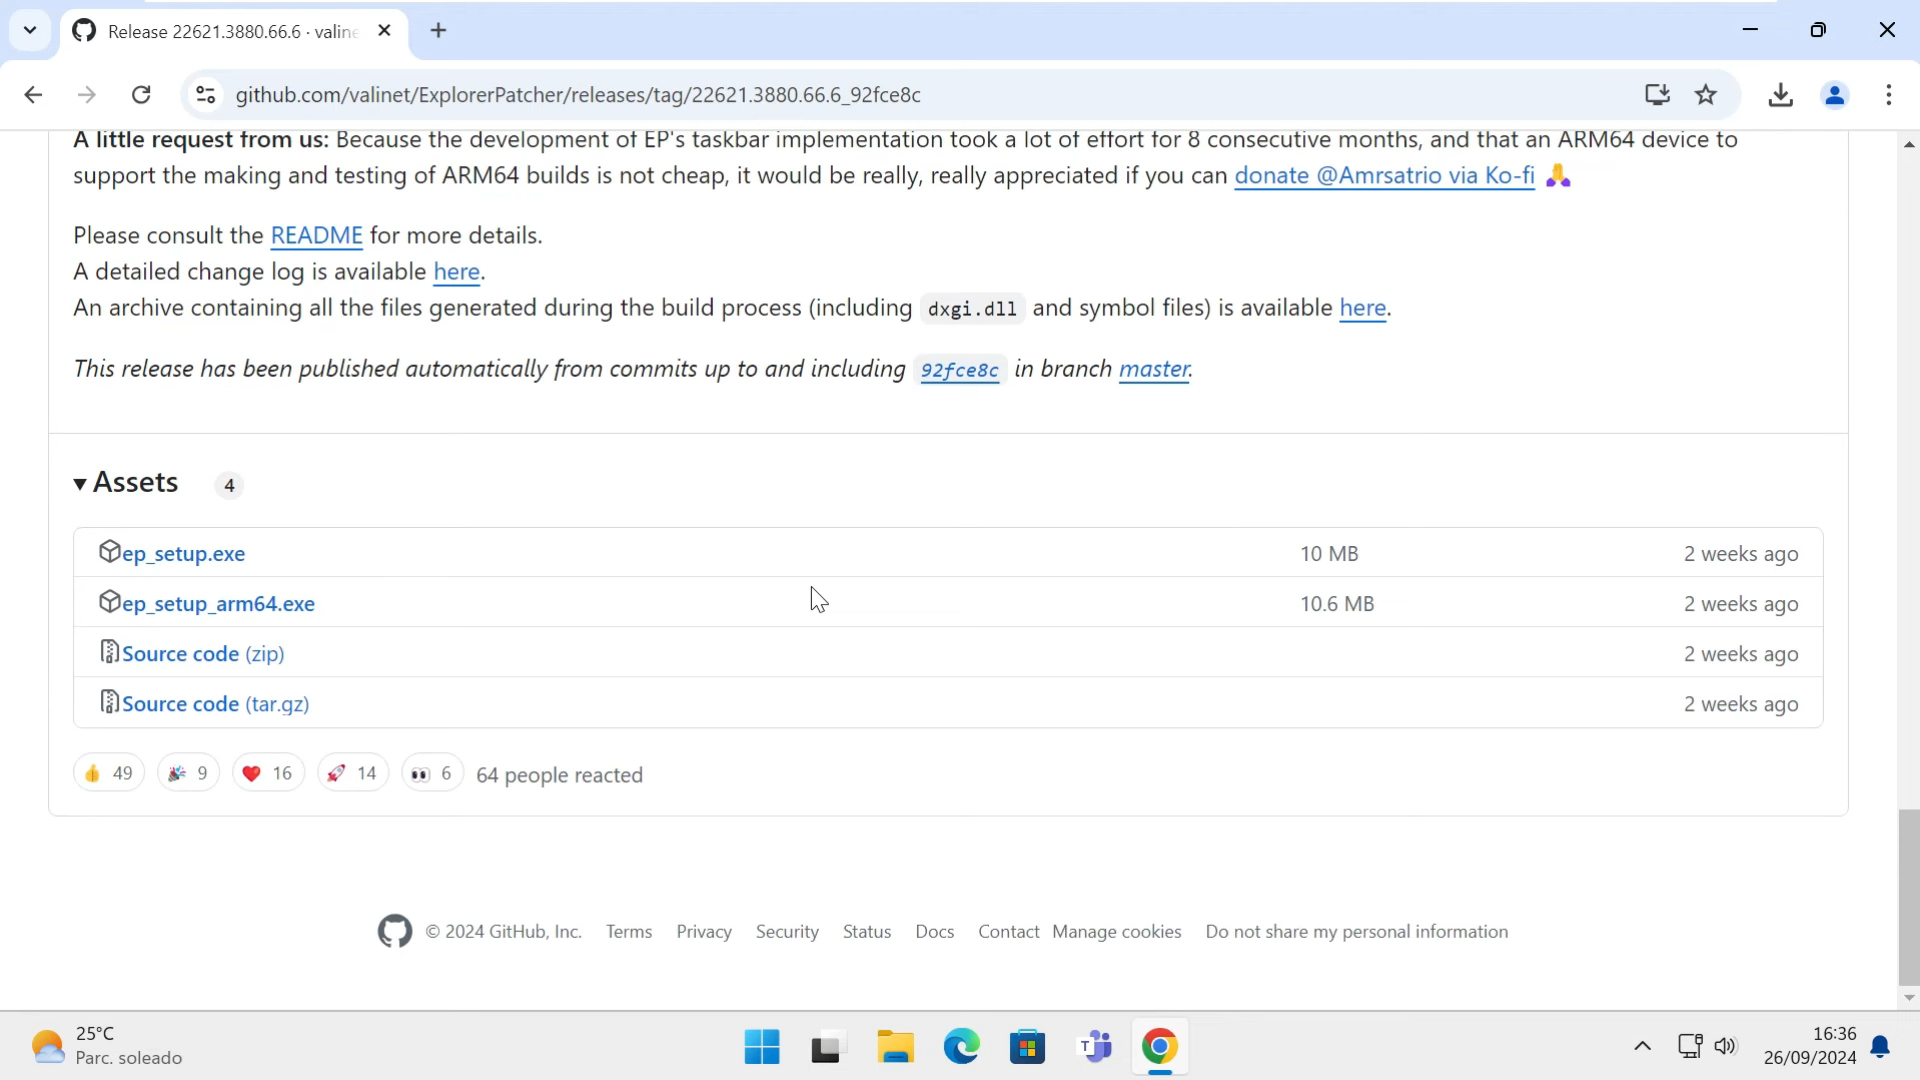 Release 22621.3880.66.6 · valine
github.com/valinet/ExplorerPatcher/releases/tag/22621.3880.66.6_92fce8c
A little request from us: Because the development of EP's taskbar implementation took a lot of effort for 8 consecutive months, and that an ARM64 device to
support the making and testing of ARM64 builds is not cheap, it would be really, really appreciated if you can donate @Amrsatrio via Ko-fi 🙏
Please consult the README for more details.
A detailed change log is available here.
An archive containing all the files generated during the build process (including dxgi.dll and symbol files) is available here.
This release has been published automatically from commits up to and including 92fce8c in branch master.
Assets 4
ep_setup.exe 10 MB 2 weeks ago
ep_setup_arm64.exe 10.6 MB 2 weeks ago
Source code (zip) 2 weeks ago
Source code (tar.gz) 2 weeks ago
👍 49 🎉 9 ❤️ 16 🚀 14 👀 6 64 people reacted
© 2024 GitHub, Inc. Terms Privacy Security Status Docs Contact Manage cookies Do not share my personal information
25°C
Parc. soleado
T
16:36
26/09/2024